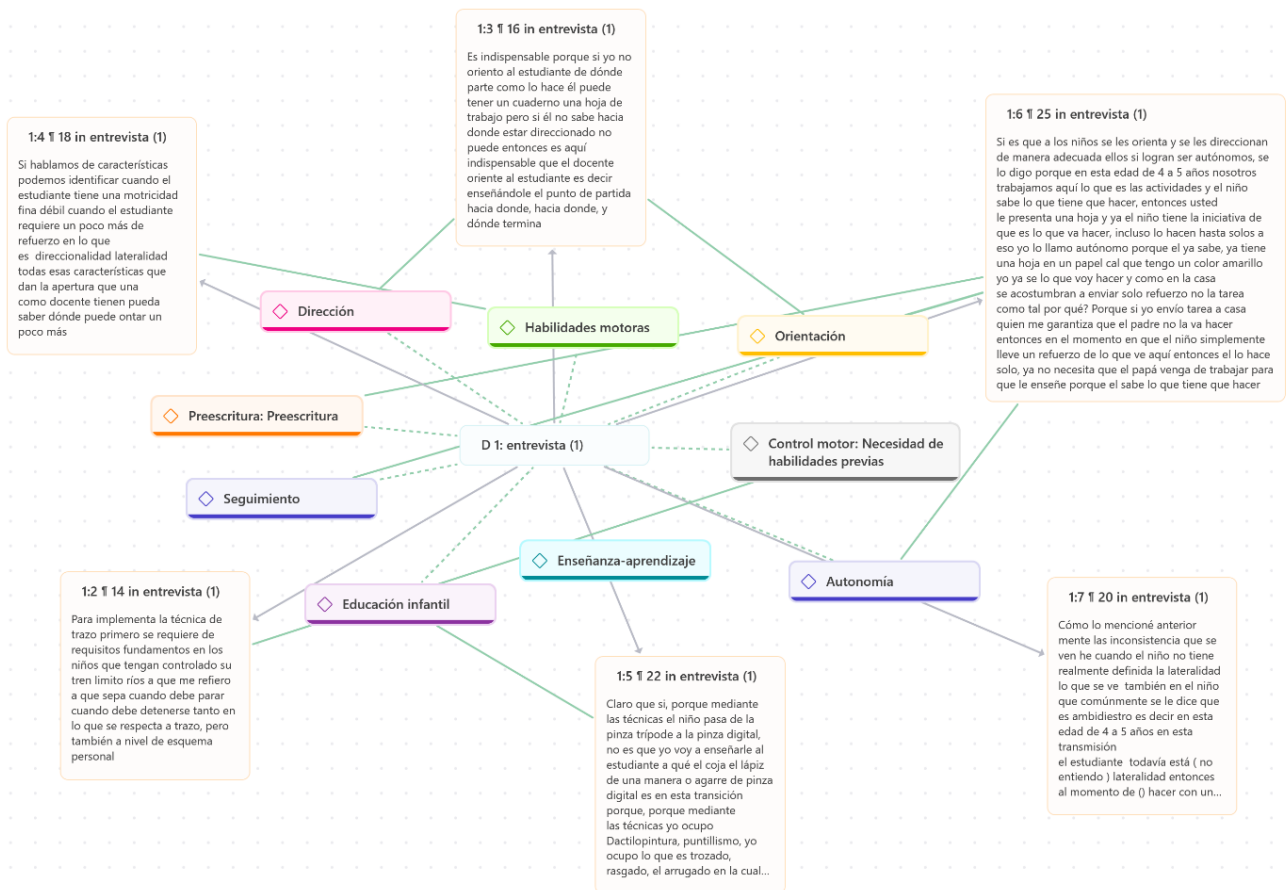 1:3 ¶ 16 in entrevista (1)
Es indispensable porque si yo no
oriento al estudiante de dónde
parte como lo hace él puede
tener un cuaderno una hoja de
trabajo pero si él no sabe hacia
donde estar direccionado no
puede entonces es aquí
indispensable que el docente
oriente al estudiante es decir
enseñándole el punto de partida
hacia donde, hacia donde, y
dónde termina
1:6 ¶ 25 in entrevista (1)
Si es que a los niños se les orienta y se les direccionan
de manera adecuada ellos si logran ser autónomos, se
lo digo porque en esta edad de 4 a 5 años nosotros
trabajamos aquí lo que es las actividades y el niño
sabe lo que tiene que hacer, entonces usted
le presenta una hoja y ya el niño tiene la iniciativa de
que es lo que va hacer, incluso lo hacen hasta solos a
eso yo lo llamo autónomo porque el ya sabe, ya tiene
una hoja en un papel cal que tengo un color amarillo
yo ya se lo que voy hacer y como en la casa
se acostumbran a enviar solo refuerzo no la tarea
como tal por qué? Porque si yo envío tarea a casa
quien me garantiza que el padre no la va hacer
entonces en el momento en que el niño simplemente
lleve un refuerzo de lo que ve aquí entonces el lo hace
solo, ya no necesita que el papá venga de trabajar para
que le enseñe porque el sabe lo que tiene que hacer
1:4 ¶ 18 in entrevista (1)
Si hablamos de características
podemos identificar cuando el
estudiante tiene una motricidad
fina débil cuando el estudiante
requiere un poco más de
refuerzo en lo que
es direccionalidad lateralidad
todas esas características que
dan la apertura que una
como docente tienen pueda
saber dónde puede ontar un
poco más
Dirección
Habilidades motoras
Orientación
Preescritura: Preescritura
D 1: entrevista (1)
Control motor: Necesidad de
habilidades previas
Seguimiento
Enseñanza-aprendizaje
Autonomía
Educación infantil
1:2 ¶ 14 in entrevista (1)
Para implementa la técnica de
trazo primero se requiere de
requisitos fundamentos en los
niños que tengan controlado su
tren limito ríos a que me refiero
a que sepa cuando debe parar
cuando debe detenerse tanto en
lo que se respecta a trazo, pero
también a nivel de esquema
personal
1:5 ¶ 22 in entrevista (1)
Claro que si, porque mediante
las técnicas el niño pasa de la
pinza trípode a la pinza digital,
no es que yo voy a enseñarle al
estudiante a qué el coja el lápiz
de una manera o agarre de pinza
digital es en esta transición
porque, porque mediante
las técnicas yo ocupo
Dactilopintura, puntillismo, yo
ocupo lo que es trozado,
rasgado, el arrugado en la cual...
1:7 ¶ 20 in entrevista (1)
Cómo lo mencioné anterior
mente las inconsistencia que se
ven he cuando el niño no tiene
realmente definida la lateralidad
lo que se ve también en el niño
que comúnmente se le dice que
es ambidiestro es decir en esta
edad de 4 a 5 años en esta
transmisión
el estudiante todavía está ( no
entiendo ) lateralidad entonces
al momento de () hacer con un...